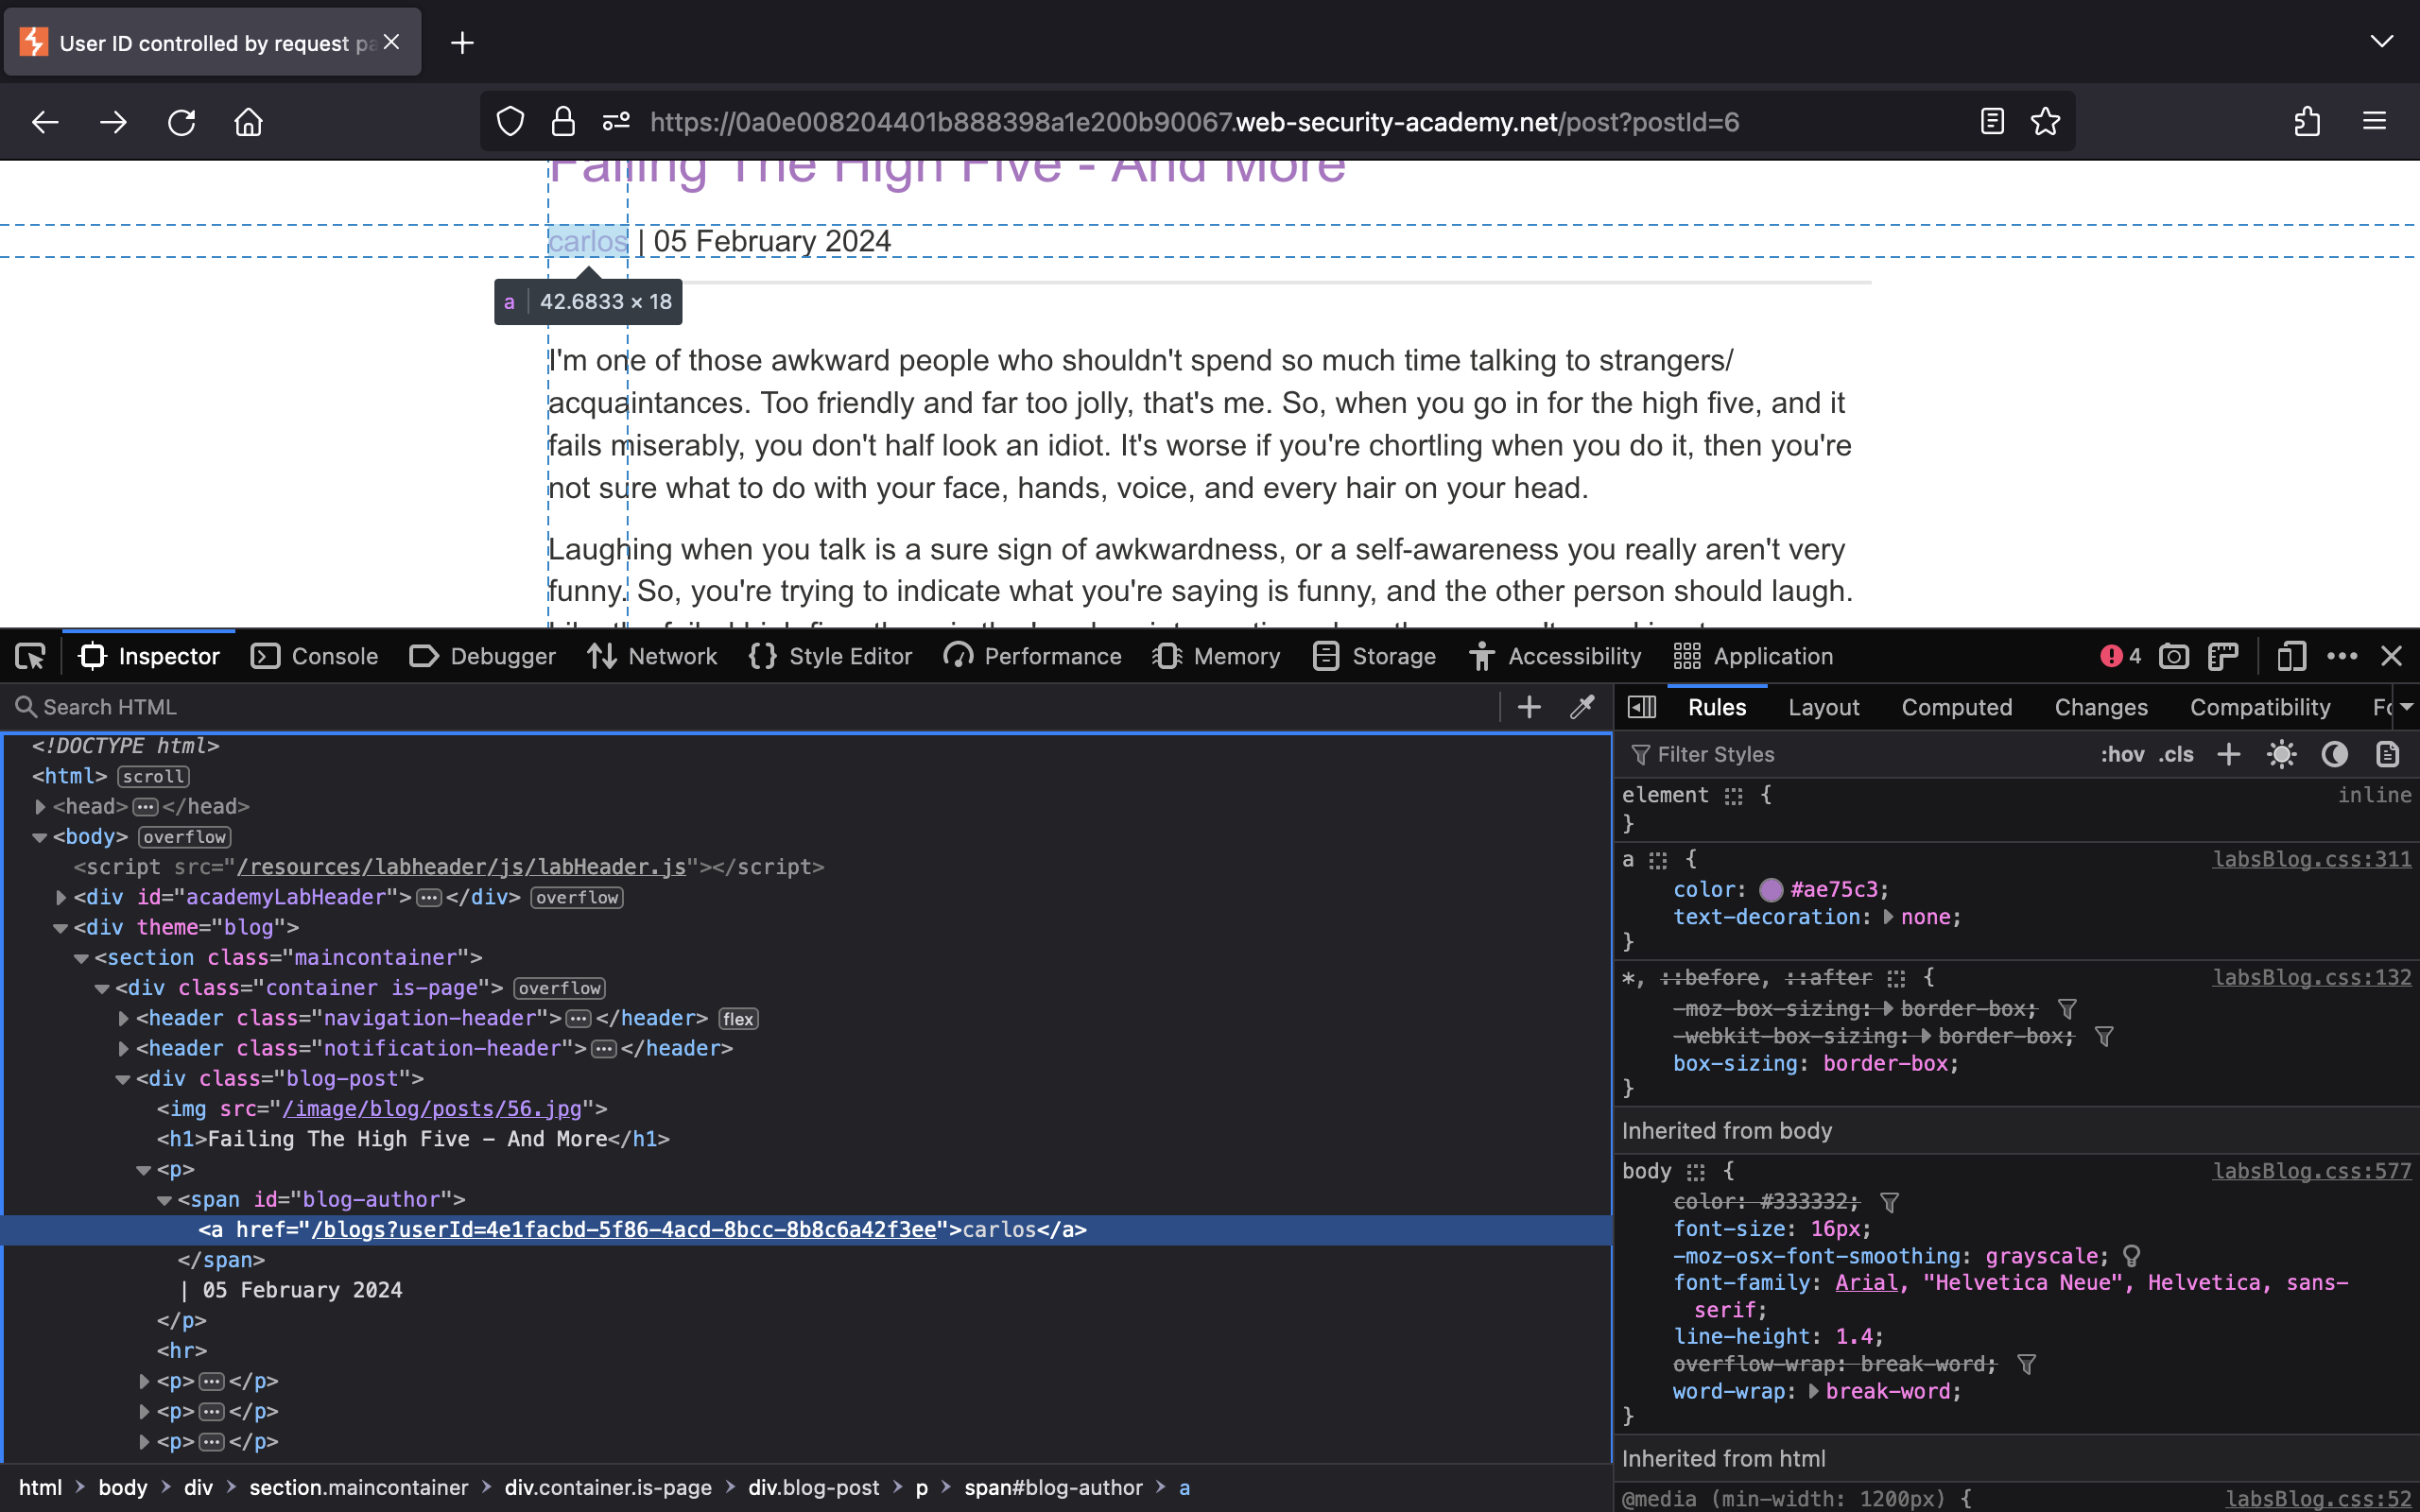 User ID controlled by request pa
https://0a0e008204401b888398a1e200b90067.web-security-academy.net/post?postId=6
Failing The High Five - And More
carlos | 05 February 2024
a | 42.6833 × 18
I'm one of those awkward people who shouldn't spend so much time talking to strangers/
acquaintances. Too friendly and far too jolly, that's me. So, when you go in for the high five, and it
fails miserably, you don't half look an idiot. It's worse if you're chortling when you do it, then you're
not sure what to do with your face, hands, voice, and every hair on your head.
Laughing when you talk is a sure sign of awkwardness, or a self-awareness you really aren't very
funny. So, you're trying to indicate what you're saying is funny, and the other person should laugh.
Inspector Console Debugger Network Style Editor Performance Memory Storage Accessibility Application 4
Search HTML
<!DOCTYPE html>
<html> scroll
<head> ••• </head>
<body> overflow
<script src="/resources/labheader/js/labHeader.js"></script>
<div id="academyLabHeader"> ••• </div> overflow
<div theme="blog">
<section class="maincontainer">
<div class="container is-page"> overflow
<header class="navigation-header"> ••• </header> flex
<header class="notification-header"> ••• </header>
<div class="blog-post">
<img src="/image/blog/posts/56.jpg">
<h1>Failing The High Five - And More</h1>
<p>
<span id="blog-author">
<a href="/blogs?userId=4e1facbd-5f86-4acd-8bcc-8b8c6a42f3ee">carlos</a>
</span>
| 05 February 2024
</p>
<hr>
<p> ••• </p>
<p> ••• </p>
<p> ••• </p>
html > body > div > section.maincontainer > div.container.is-page > div.blog-post > p > span#blog-author > a
Rules Layout Computed Changes Compatibility
Filter Styles :hov .cls
element { inline
}
a { labsBlog.css:311
color: #ae75c3;
text-decoration: none;
}
*, ::before, ::after { labsBlog.css:132
-moz-box-sizing: border-box;
-webkit-box-sizing: border-box;
box-sizing: border-box;
}
Inherited from body
body { labsBlog.css:577
color: #333332;
font-size: 16px;
-moz-osx-font-smoothing: grayscale;
font-family: Arial, "Helvetica Neue", Helvetica, sans-
serif;
line-height: 1.4;
overflow-wrap: break-word;
word-wrap: break-word;
}
Inherited from html
@media (min-width: 1200px) { labsBlog.css:52